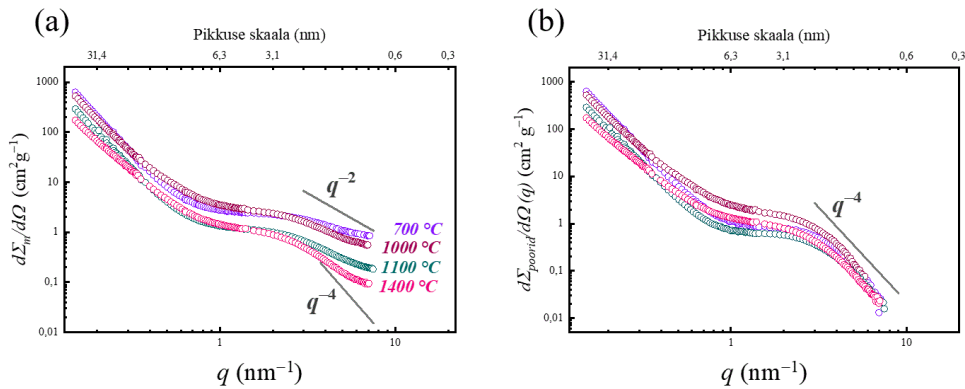 (a)
Pikkuse skaala (nm)
31,4 6,3 3,1 0,6 0,3
1000
100
10
1
0,1
0,01
dΣm/dΩ (cm² g⁻¹)
q⁻²
700 °C
1000 °C
1100 °C
1400 °C
q⁻⁴
1 10
q (nm⁻¹)
(b)
Pikkuse skaala (nm)
31,4 6,3 3,1 0,6 0,3
1000
100
10
1
0,1
0,01
dΣpoorid/dΩ (q) (cm² g⁻¹)
q⁻⁴
1 10
q (nm⁻¹)